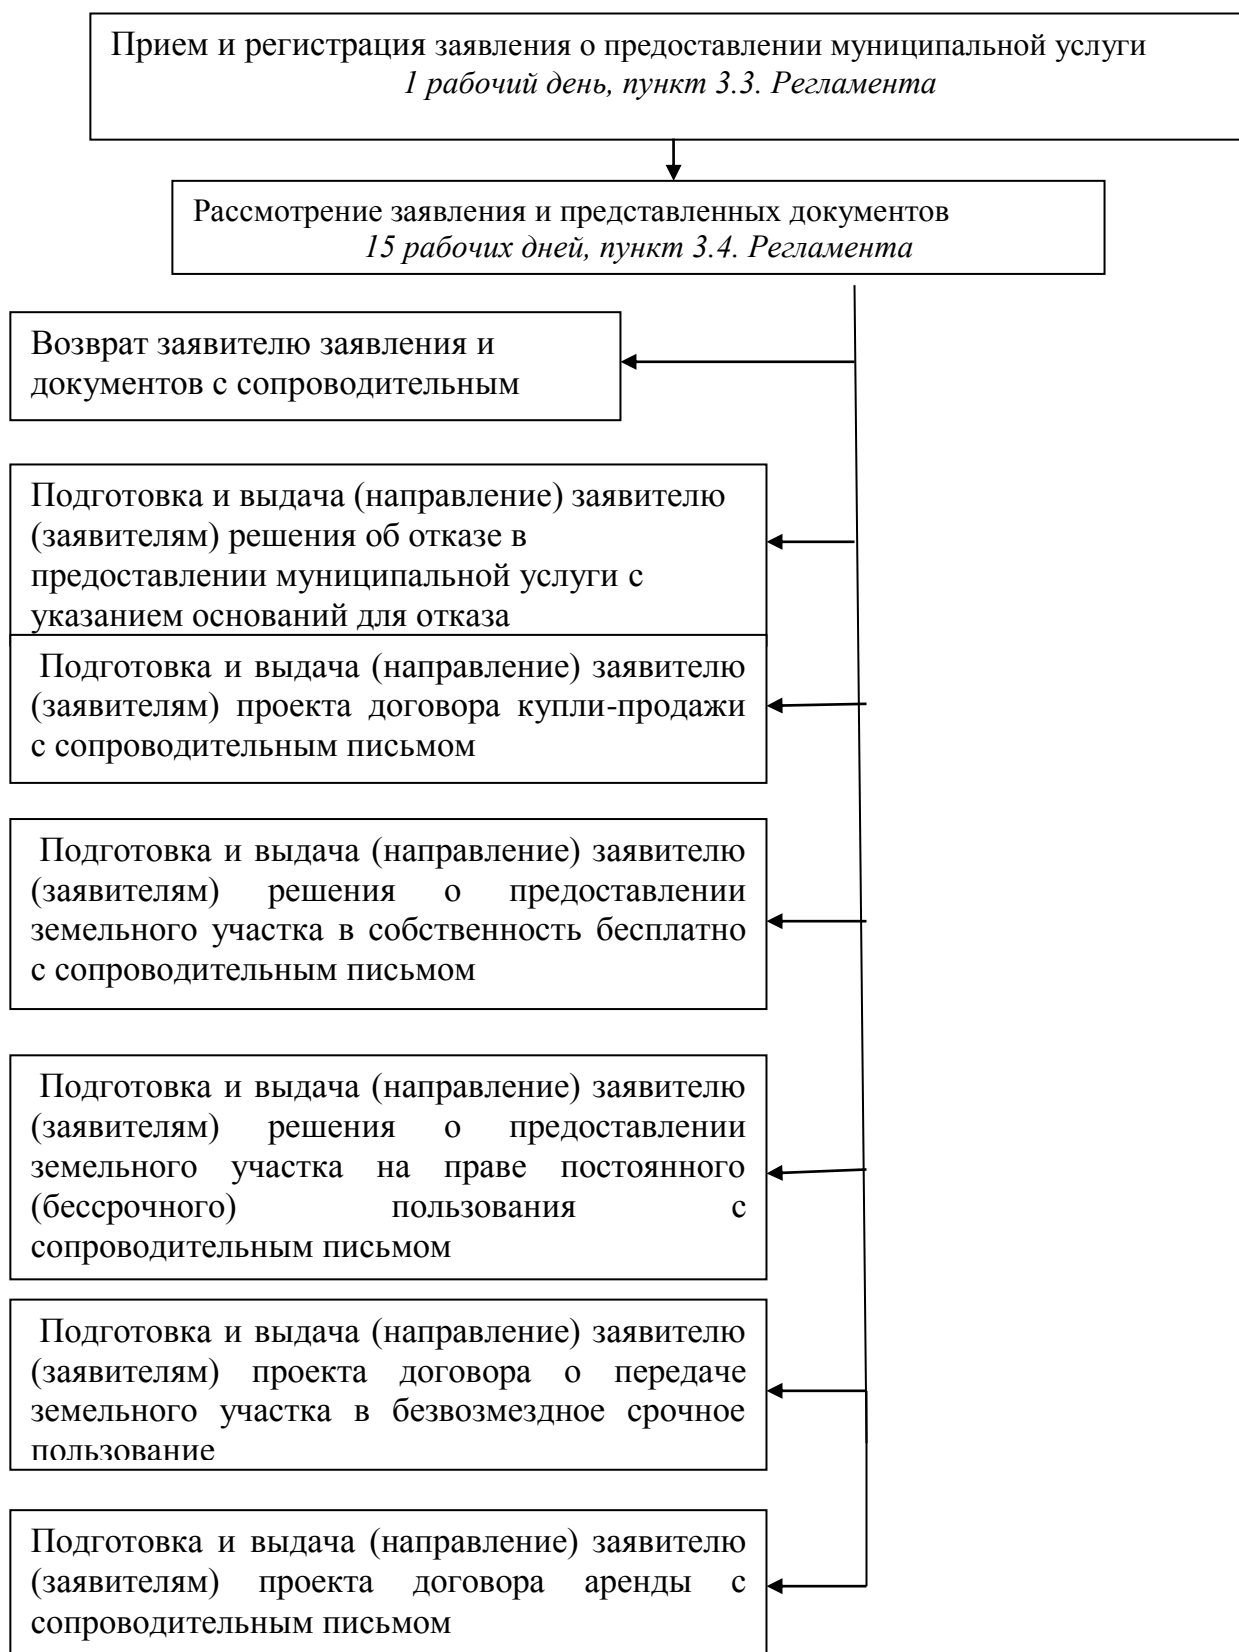 Прием и регистрация заявления о предоставлении муниципальной услуги
1 рабочий день, пункт 3.3. Регламента
Рассмотрение заявления и представленных документов
15 рабочих дней, пункт 3.4. Регламента
Возврат заявителю заявления и
документов с сопроводительным
Подготовка и выдача (направление) заявителю
(заявителям) решения об отказе в
предоставлении муниципальной услуги с
указанием оснований для отказа
Подготовка и выдача (направление) заявителю
(заявителям) проекта договора купли-продажи
с сопроводительным письмом
Подготовка и выдача (направление) заявителю
(заявителям) решения о предоставлении
земельного участка в собственность бесплатно
с сопроводительным письмом
Подготовка и выдача (направление) заявителю
(заявителям) решения о предоставлении
земельного участка на праве постоянного
(бессрочного) пользования с
сопроводительным письмом
Подготовка и выдача (направление) заявителю
(заявителям) проекта договора о передаче
земельного участка в безвозмездное срочное
пользование
Подготовка и выдача (направление) заявителю
(заявителям) проекта договора аренды с
сопроводительным письмом